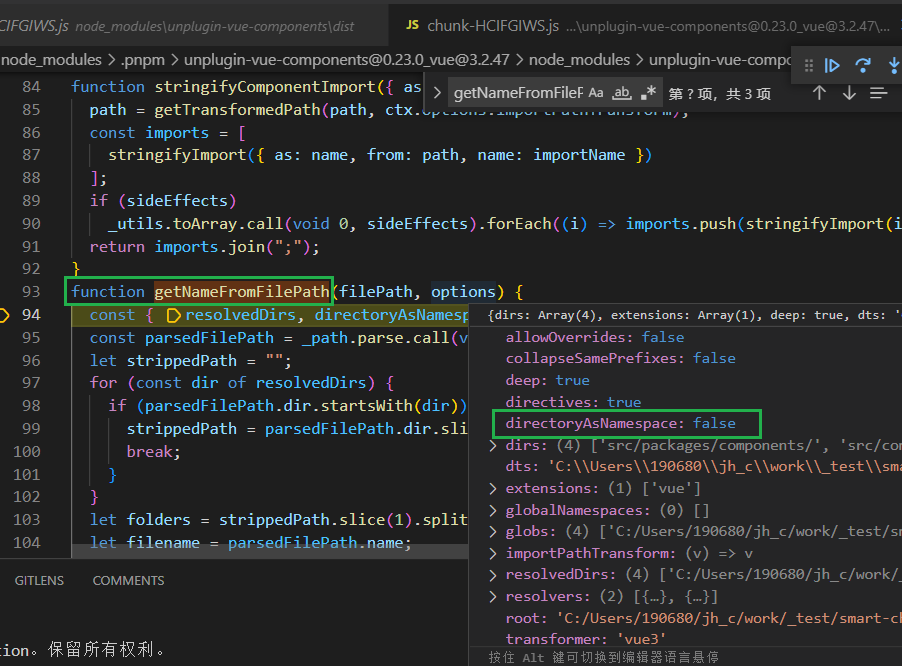 CIFGIWS.js node_modules\unplugin-vue-components\dist JS chunk-HCIFGIWS.js ...\unplugin-vue-components@0.23.0_vue@3.2.47\...
node_modules > .pnpm > unplugin-vue-components@0.23.0_vue@3.2.47 > node_modules > unplugin-vue-compo
84 function stringifyComponentImport({ as
> getNameFromFileF Aa ab .* 第 ? 项，共 3 项
85 path = getTransformedPath(path, ctx.options.importPathTransform);
86 const imports = [
87 stringifyImport({ as: name, from: path, name: importName })
88 ];
89 if (sideEffects)
90 _utils.toArray.call(void 0, sideEffects).forEach((i) => imports.push(stringifyImport(i
91 return imports.join(";");
92 }
93 function getNameFromFilePath(filePath, options) {
94 const { resolvedDirs, directoryAsNamesp
95 const parsedFilePath = _path.parse.call(v
96 let strippedPath = "";
97 for (const dir of resolvedDirs) {
98 if (parsedFilePath.dir.startsWith(dir))
99 strippedPath = parsedFilePath.dir.sli
100 break;
101 }
102 }
103 let folders = strippedPath.slice(1).split
104 let filename = parsedFilePath.name;
{dirs: Array(4), extensions: Array(1), deep: true, dts: '
allowOverrides: false
collapseSamePrefixes: false
deep: true
directives: true
directoryAsNamespace: false
> dirs: (4) ['src/packages/components/', 'src/com
dts: 'C:\\Users\\190680\\jh_c\\work\\_test\\sma
> extensions: (1) ['vue']
> globalNamespaces: (0) []
> globs: (4) ['C:/Users/190680/jh_c/work/_test/sm
> importPathTransform: (v) => v
> resolvedDirs: (4) ['C:/Users/190680/jh_c/work/_
> resolvers: (2) [{…}, {…}]
root: 'C:/Users/190680/jh_c/work/_test/smart-ch
transformer: 'vue3'
按住 Alt 键可切换到编辑器语言悬停
GITLENS COMMENTS
tion。保留所有权利。